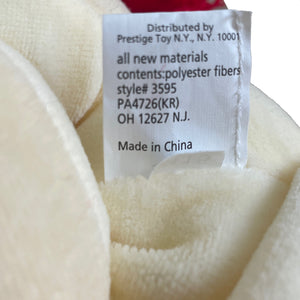 Distributed by
Prestige Toy N.Y., N.Y. 10001
all new materials
contents:polyester fibers
style# 3595
PA4726(KR)
OH 12627 N.J.
Made in China